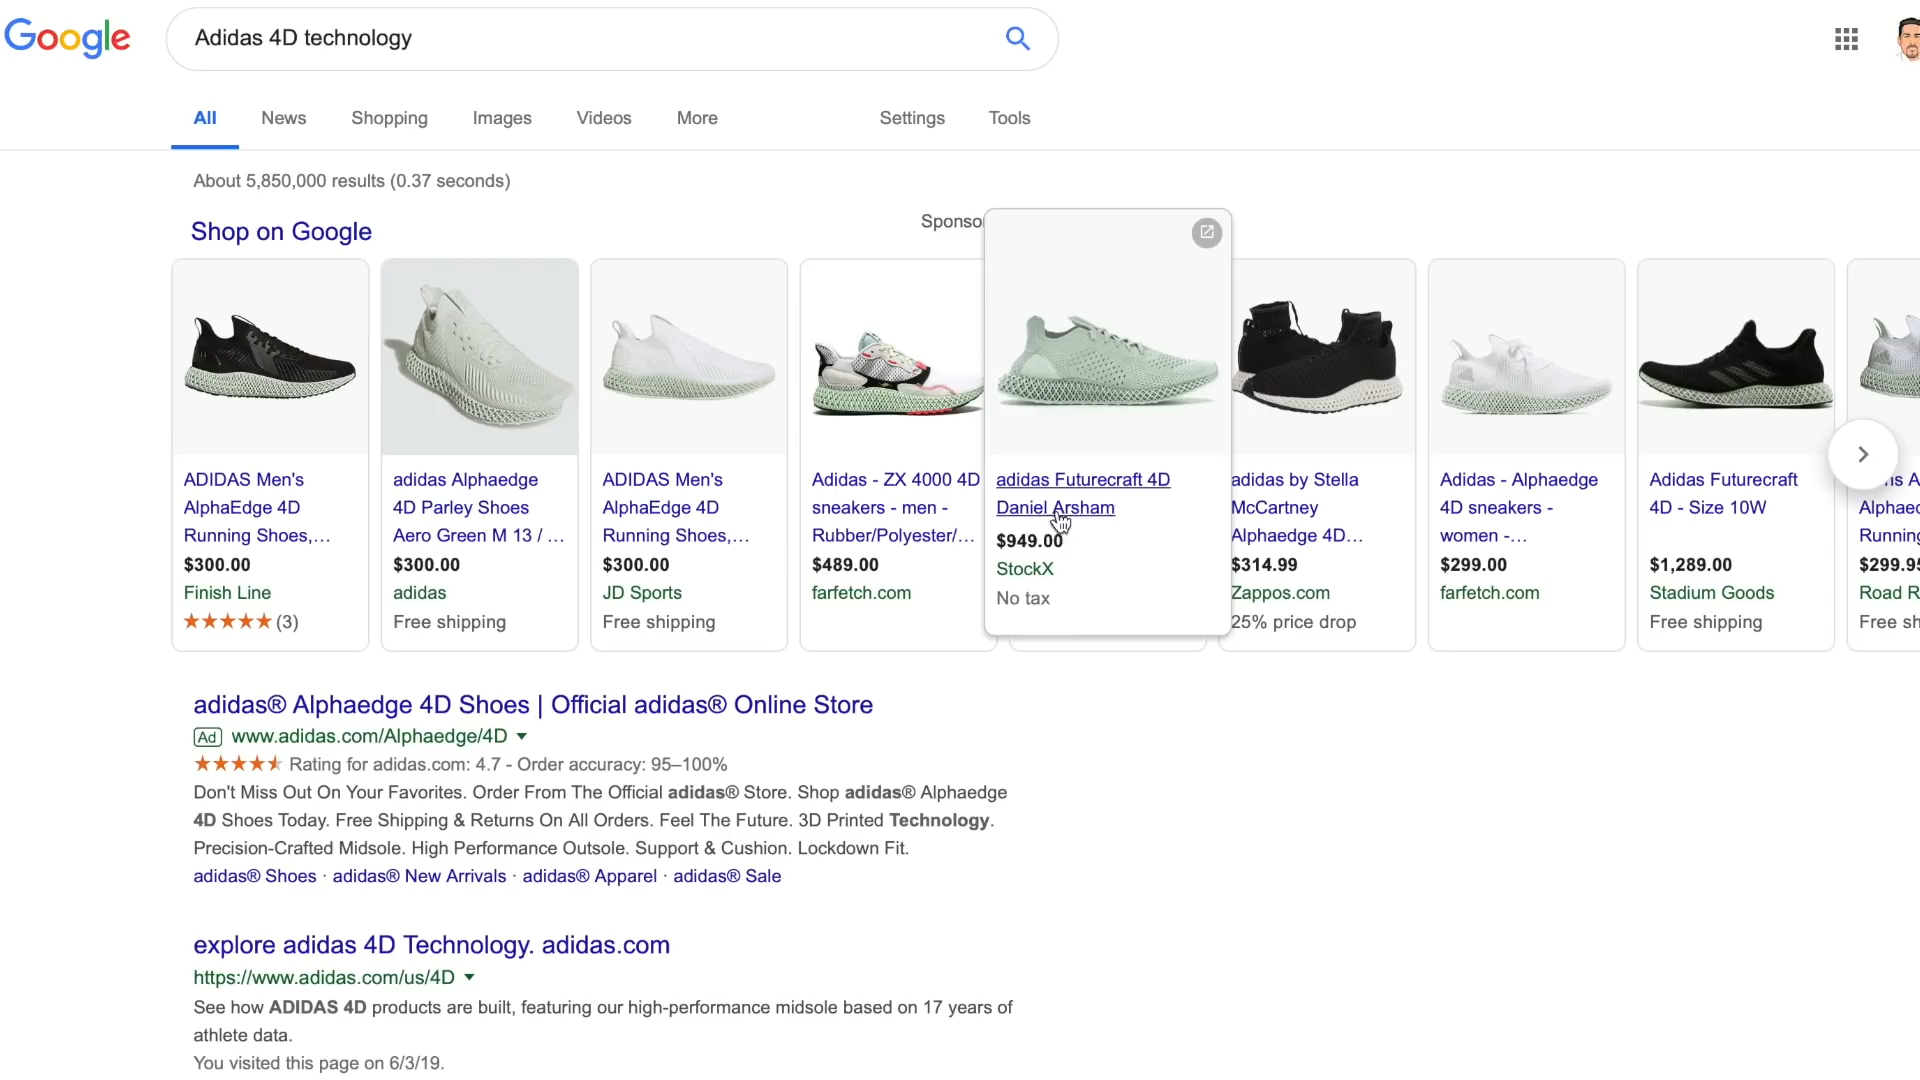 Google
Adidas 4D technology
All News Shopping Images Videos More Settings Tools
About 5,850,000 results (0.37 seconds)
Shop on Google
ADIDAS Men's
AlphaEdge 4D
Running Shoes,...
$300.00
Finish Line
(3)
adidas Alphaedge
4D Parley Shoes
Aero Green M 13 / ...
$300.00
adidas
Free shipping
ADIDAS Men's
AlphaEdge 4D
Running Shoes,...
$300.00
JD Sports
Free shipping
Adidas - ZX 4000 4D
sneakers - men -
Rubber/Polyester/...
$489.00
farfetch.com
adidas Futurecraft 4D
Daniel Arsham
$949.00
StockX
No tax
adidas by Stella
McCartney
Alphaedge 4D...
$314.99
Zappos.com
25% price drop
Adidas - Alphaedge
4D sneakers -
women -...
$299.00
farfetch.com
Adidas Futurecraft
4D - Size 10W
$1,289.00
Stadium Goods
Free shipping
$299.95
Road
Free
adidas® Alphaedge 4D Shoes | Official adidas® Online Store
Ad www.adidas.com/Alphaedge/4D
Rating for adidas.com: 4.7 - Order accuracy: 95–100%
Don't Miss Out On Your Favorites. Order From The Official adidas® Store. Shop adidas® Alphaedge
4D Shoes Today. Free Shipping & Returns On All Orders. Feel The Future. 3D Printed Technology.
Precision-Crafted Midsole. High Performance Outsole. Support & Cushion. Lockdown Fit.
adidas® Shoes · adidas® New Arrivals · adidas® Apparel · adidas® Sale
explore adidas 4D Technology. adidas.com
https://www.adidas.com/us/4D
See how ADIDAS 4D products are built, featuring our high-performance midsole based on 17 years of
athlete data.
You visited this page on 6/3/19.